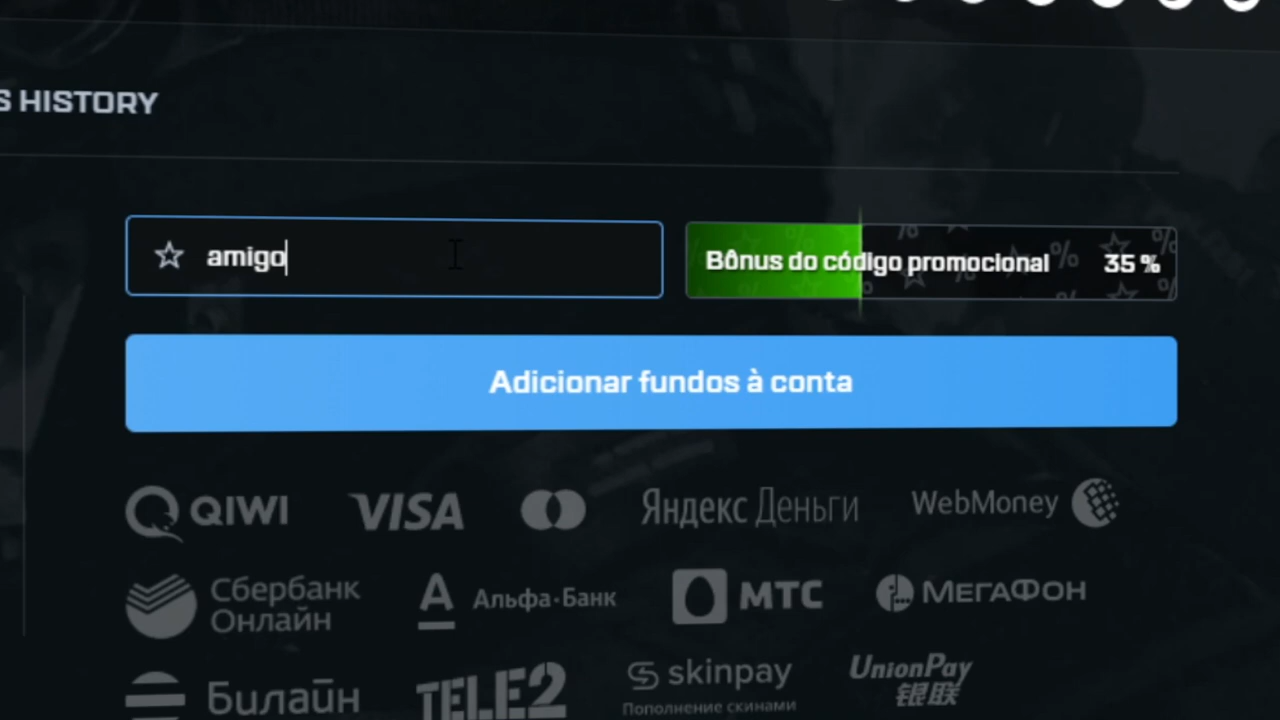 S HISTORY
amigo
Bônus do código promocional 35 %
Adicionar fundos à conta
QIWI VISA Яндекс Деньги WebMoney
Сбербанк Онлайн А Альфа·Банк МТС МЕГАФОН
Билайн TELE2 skinpay Пополнение скинами UnionPay 银联